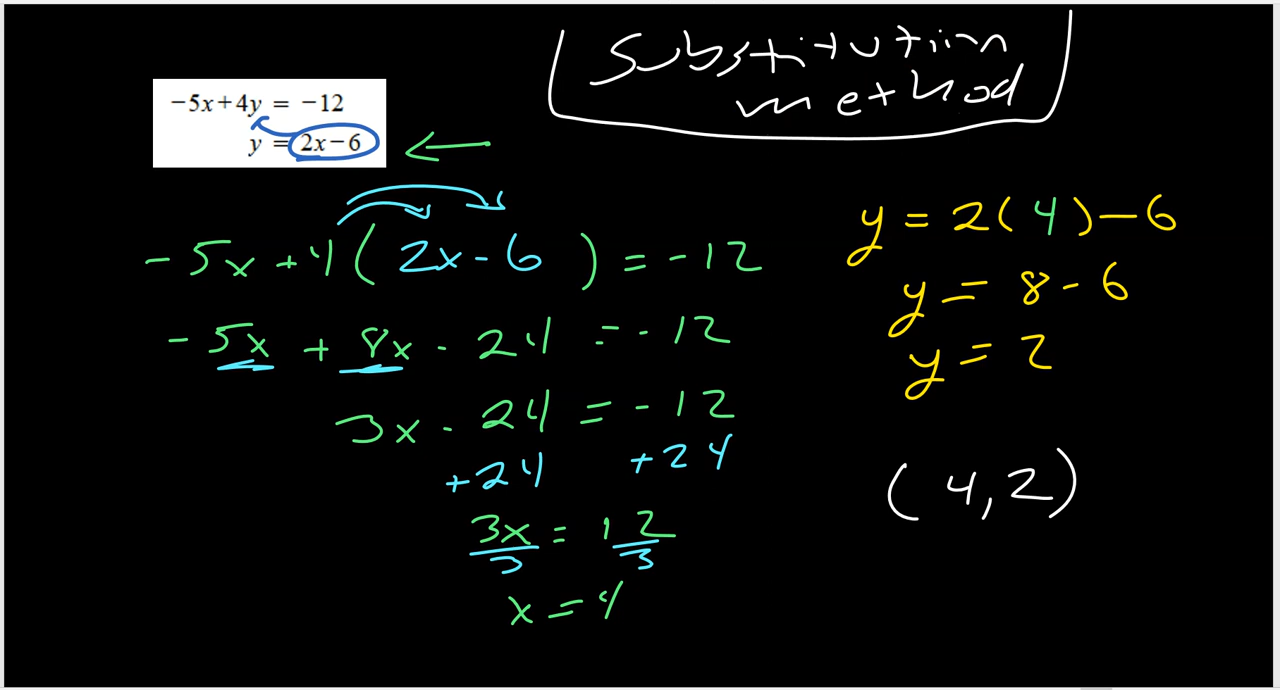 Substitution
method
-5x+4y = -12
y = 2x-6
-5x+4(2x-6) = -12
-5x + 8x - 24 = -12
3x - 24 = -12
+24 +24
3x = 12
3 3
x = 4
y = 2(4)-6
y = 8-6
y = 2
(4,2)